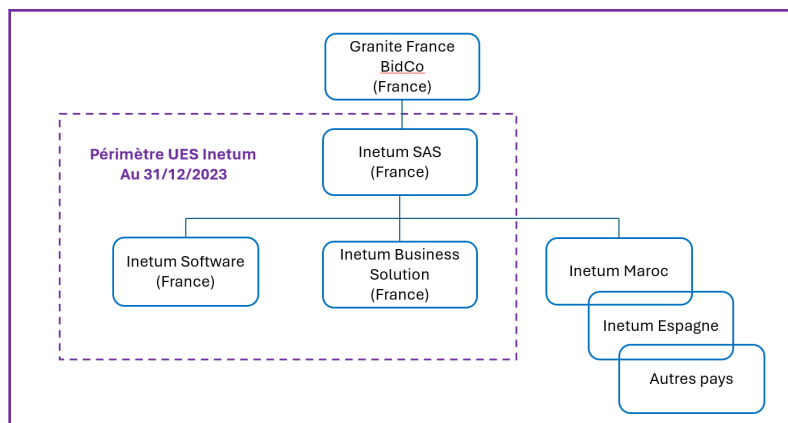 Granite France
BidCo
(France)
Périmètre UES Inetum
Au 31/12/2023
Inetum SAS
(France)
Inetum Software
(France)
Inetum Business
Solution
(France)
Inetum Maroc
Inetum Espagne
Autres pays